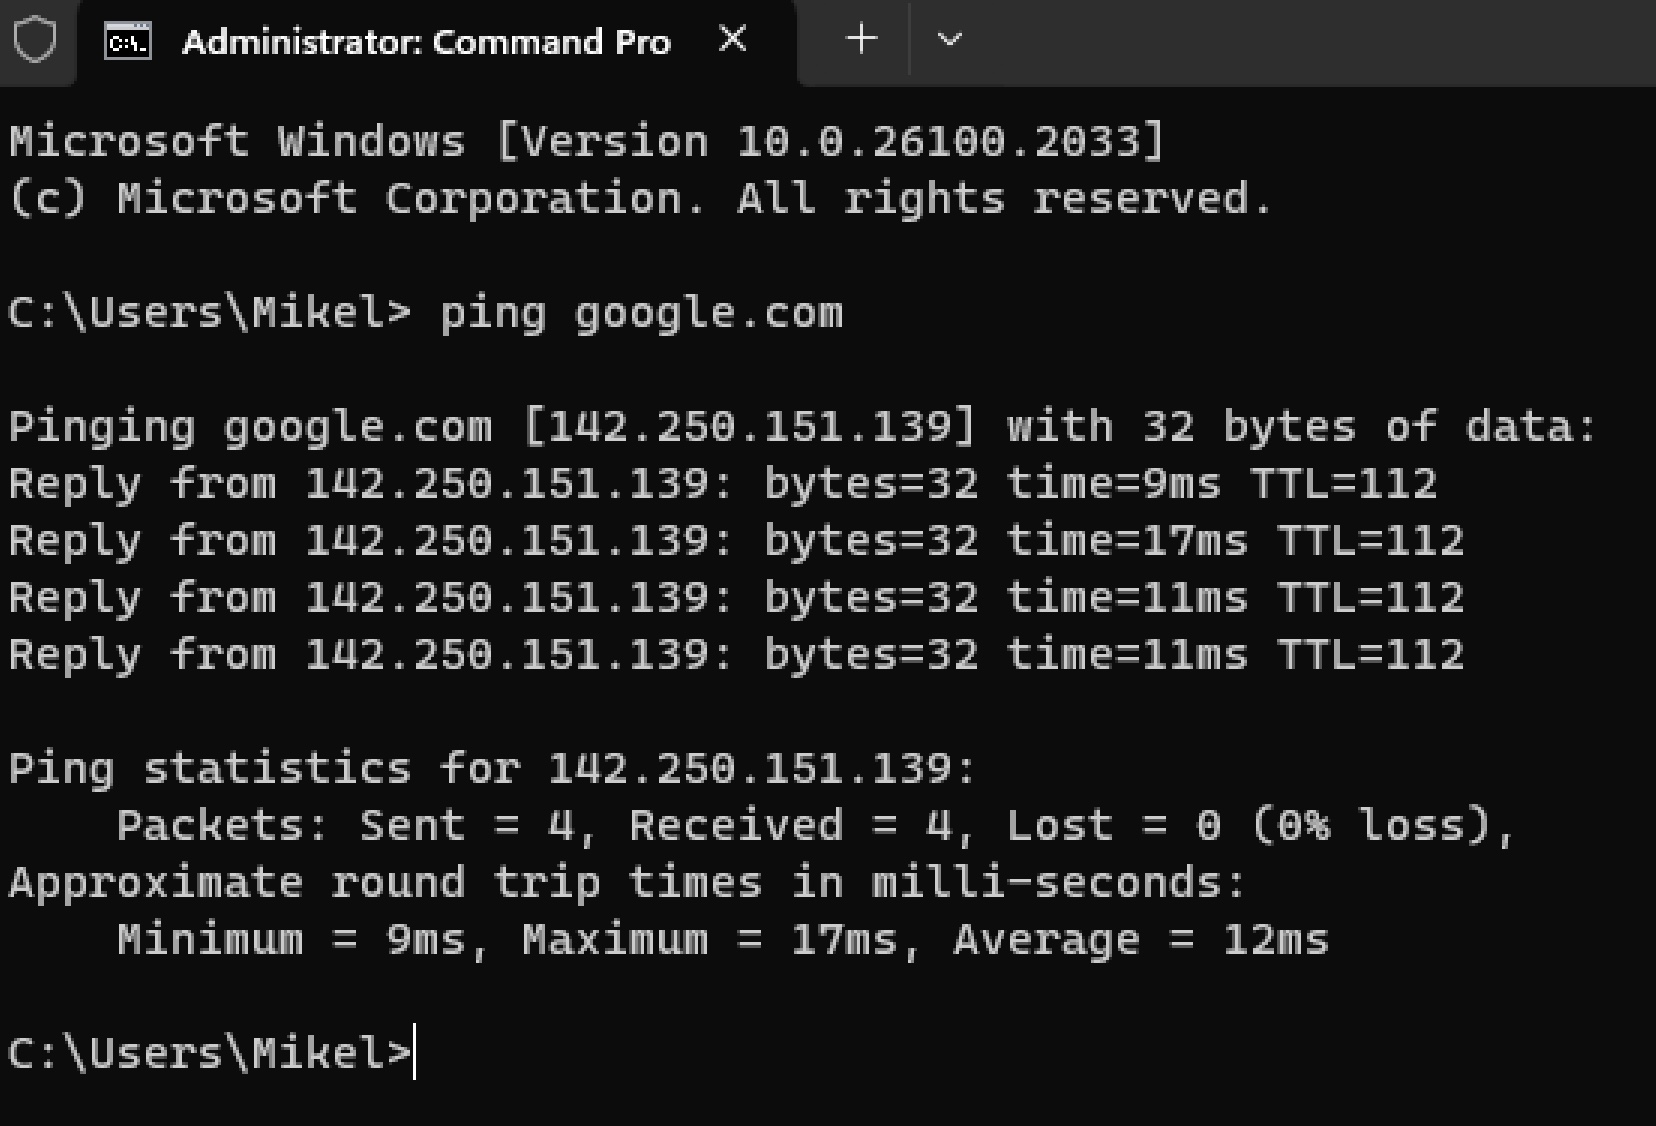 Administrator: Command Pro
Microsoft Windows [Version 10.0.26100.2033]
(c) Microsoft Corporation. All rights reserved.
C:\Users\Mikel> ping google.com
Pinging google.com [142.250.151.139] with 32 bytes of data:
Reply from 142.250.151.139: bytes=32 time=9ms TTL=112
Reply from 142.250.151.139: bytes=32 time=17ms TTL=112
Reply from 142.250.151.139: bytes=32 time=11ms TTL=112
Reply from 142.250.151.139: bytes=32 time=11ms TTL=112
Ping statistics for 142.250.151.139:
    Packets: Sent = 4, Received = 4, Lost = 0 (0% loss),
Approximate round trip times in milli-seconds:
    Minimum = 9ms, Maximum = 17ms, Average = 12ms
C:\Users\Mikel>